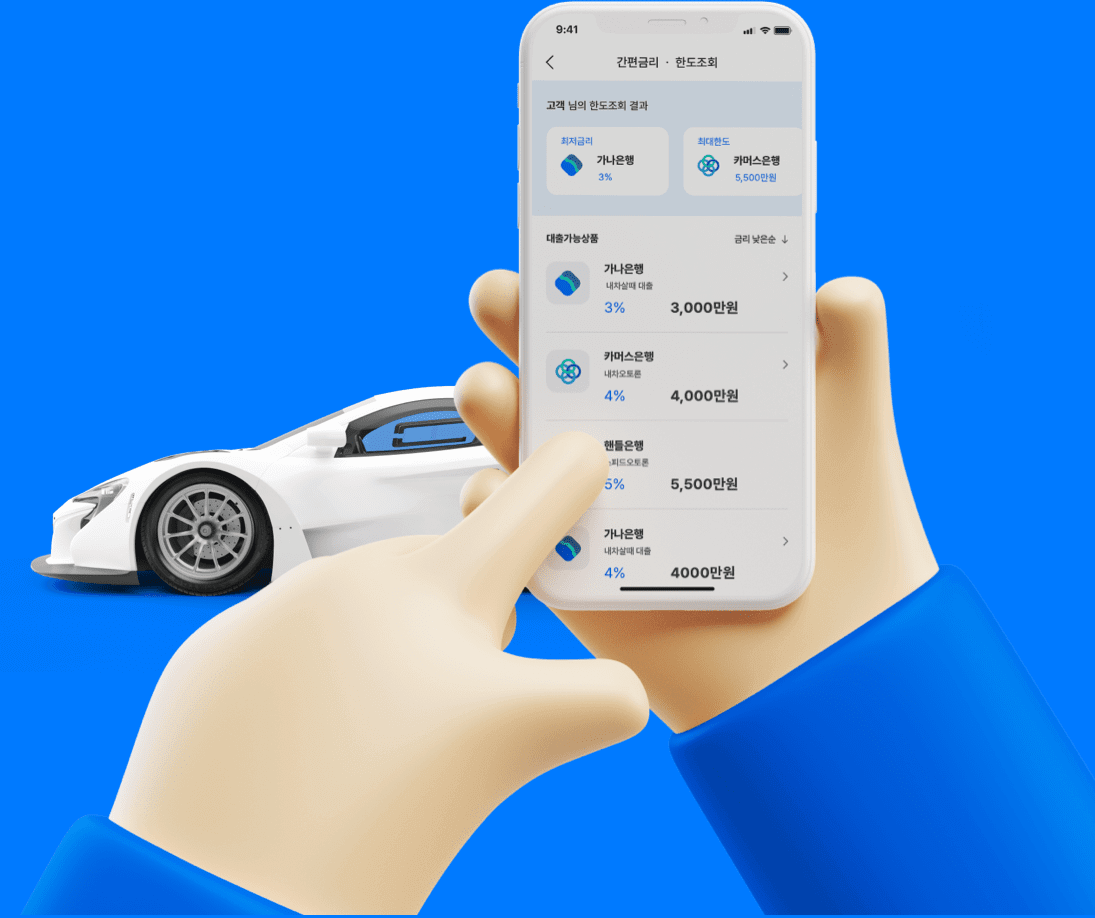 9:41
간편금리 · 한도조회
고객 님의 한도조회 결과
최저금리
가나은행
3%
최대한도
카머스은행
5,500만원
대출가능상품
금리 낮은순 ↓
가나은행
내차살때 대출
3% 3,000만원
카머스은행
내차오토론
4% 4,000만원
핸들은행
피드오토론
5% 5,500만원
가나은행
내차살때 대출
4% 4000만원